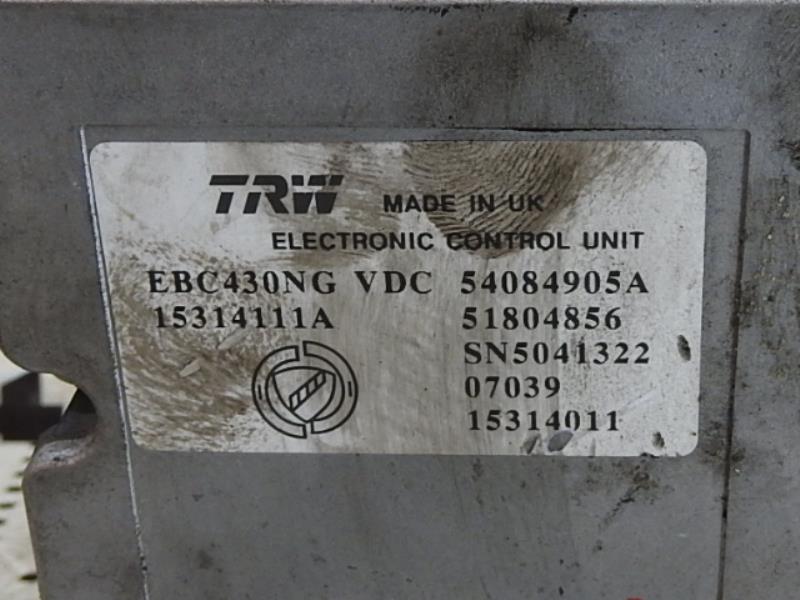 TRW MADE IN UK
ELECTRONIC CONTROL UNIT
EBC430NG VDC 54084905A
15314111A 51804856
SN5041322
07039
15314011